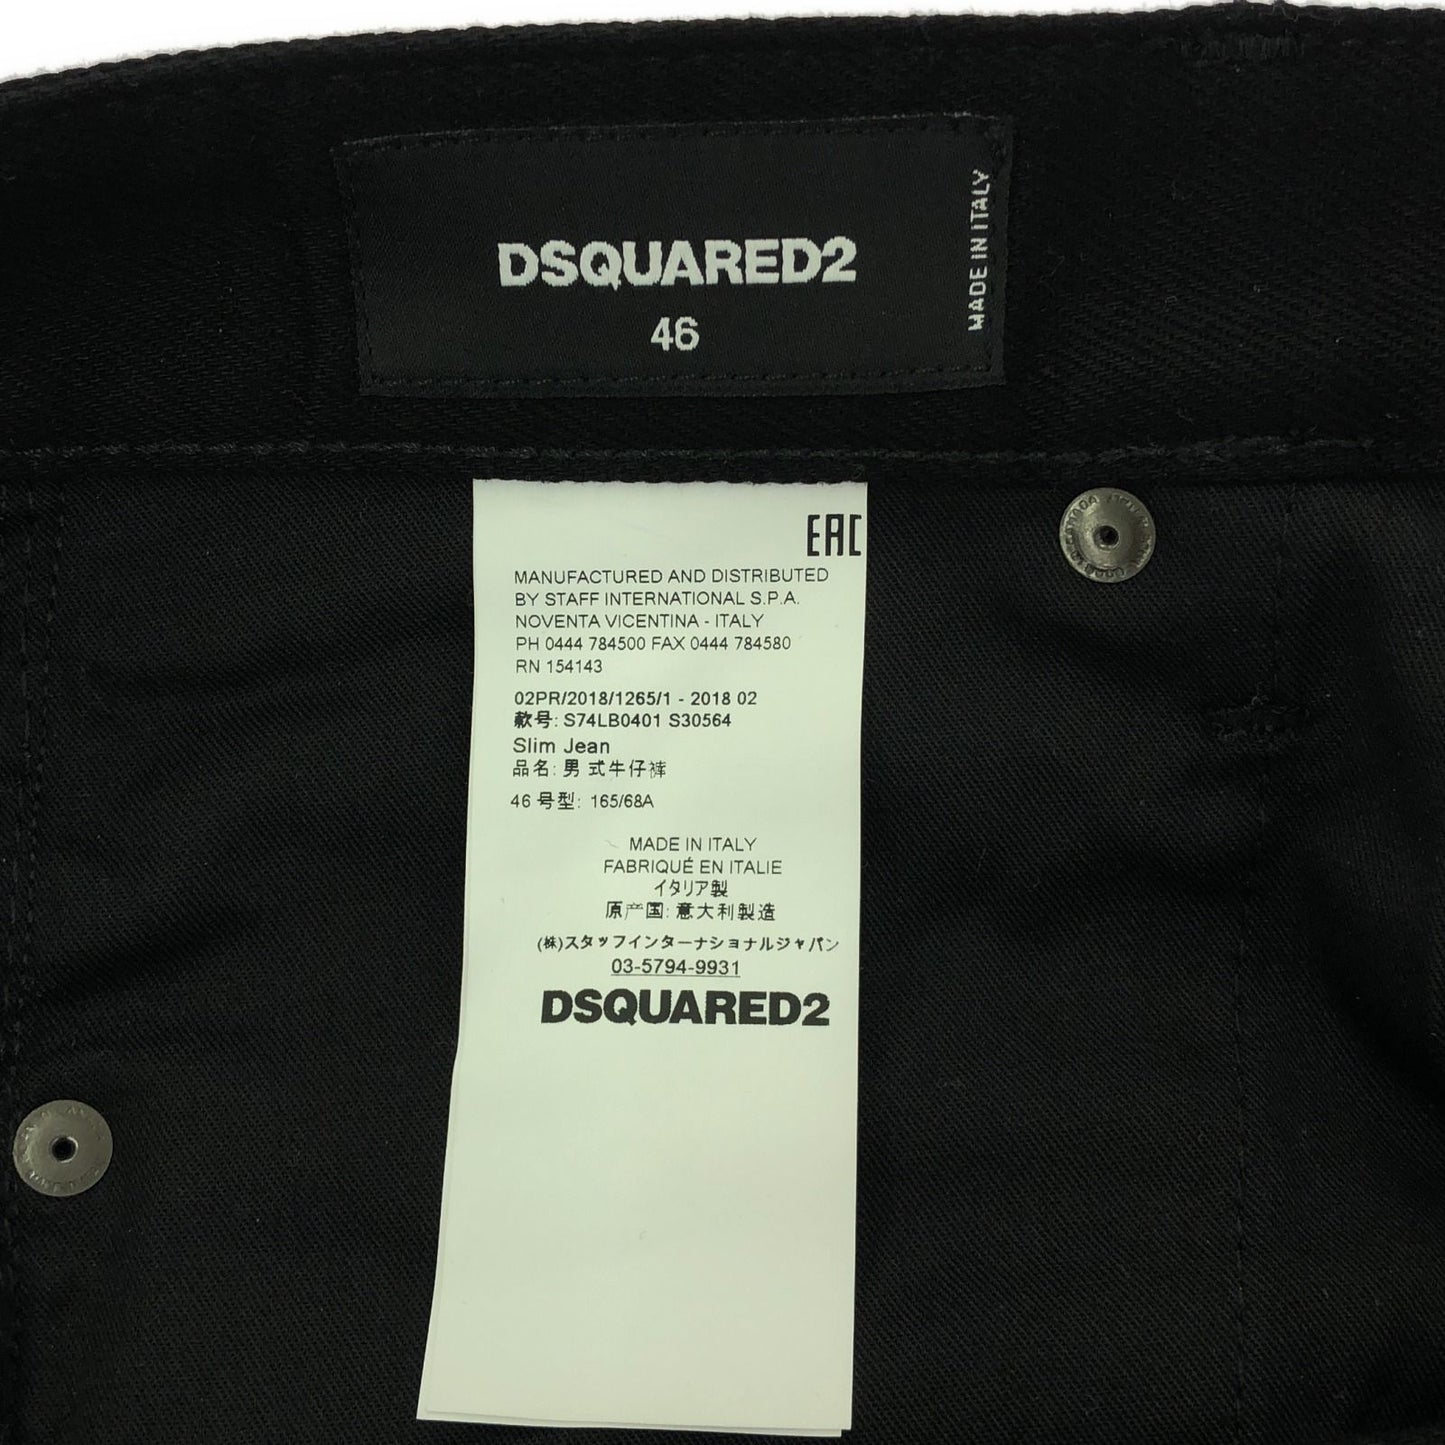 DSQUARED2
46
MADE IN ITALY
EAC
MANUFACTURED AND DISTRIBUTED
BY STAFF INTERNATIONAL S.P.A.
NOVENTA VICENTINA - ITALY
PH 0444 784500 FAX 0444 784580
RN 154143
02PR/2018/1265/1 - 2018 02
款号: S74LB0401 S30564
Slim Jean
品名: 男 式牛仔裤
46 号型: 165/68A
MADE IN ITALY
FABRIQUÉ EN ITALIE
イタリア製
原产国: 意大利製造
(株)スタッフインターナショナルジャパン
03-5794-9931
DSQUARED2